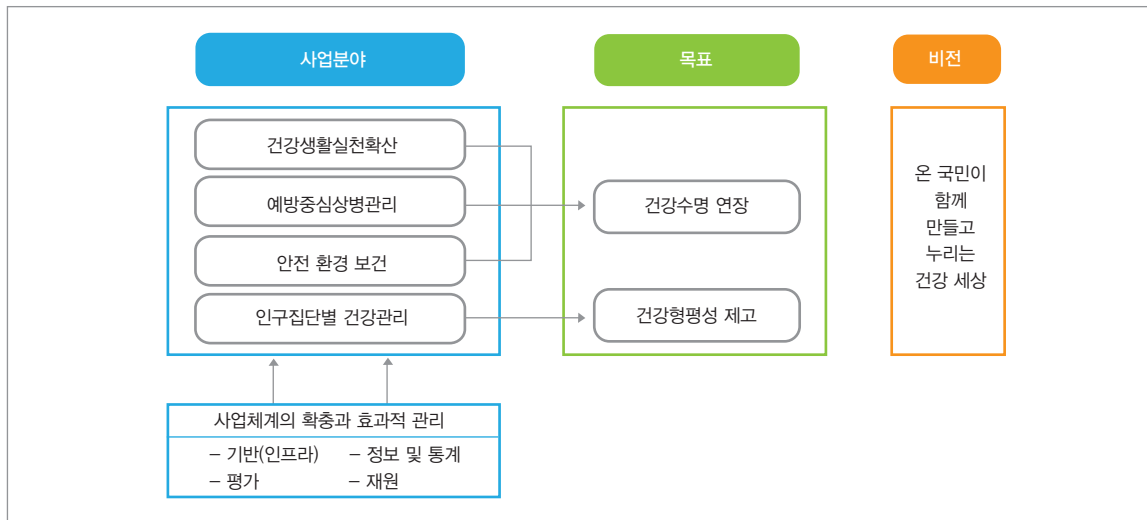 사업분야
목표
비전
건강생활실천확산
예방중심상병관리
안전 환경 보건
인구집단별 건강관리
건강수명 연장
건강형평성 제고
온 국민이
함께
만들고
누리는
건강 세상
사업체계의 확충과 효과적 관리
– 기반(인프라) – 정보 및 통계
– 평가 – 재원